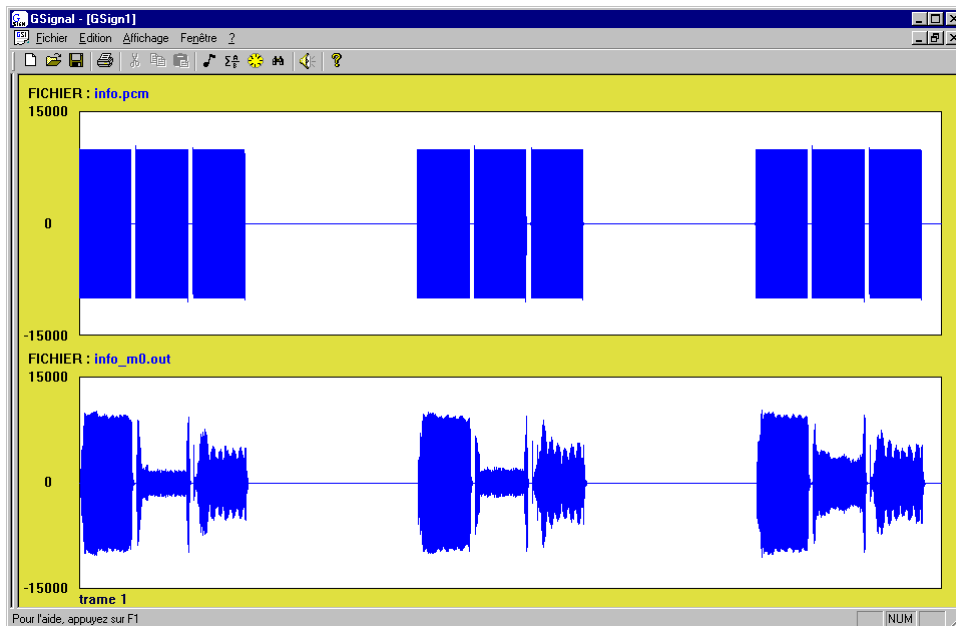 GSignal - [GSign1]
Fichier Edition Affichage Fenêtre ?
FICHIER : info.pcm
15000
0
-15000
FICHIER : info_m0.out
15000
0
-15000
trame 1
Pour l'aide, appuyez sur F1
NUM